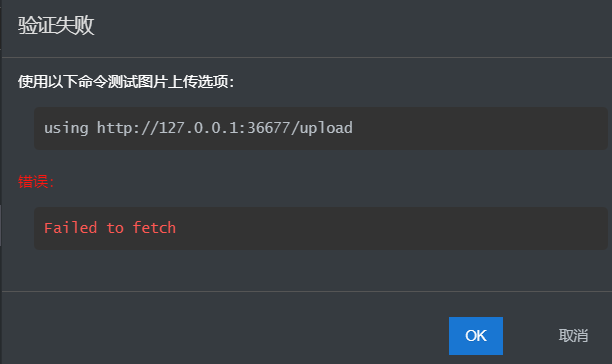 验证失败
使用以下命令测试图片上传选项：
using http://127.0.0.1:36677/upload
错误：
Failed to fetch
OK
取消